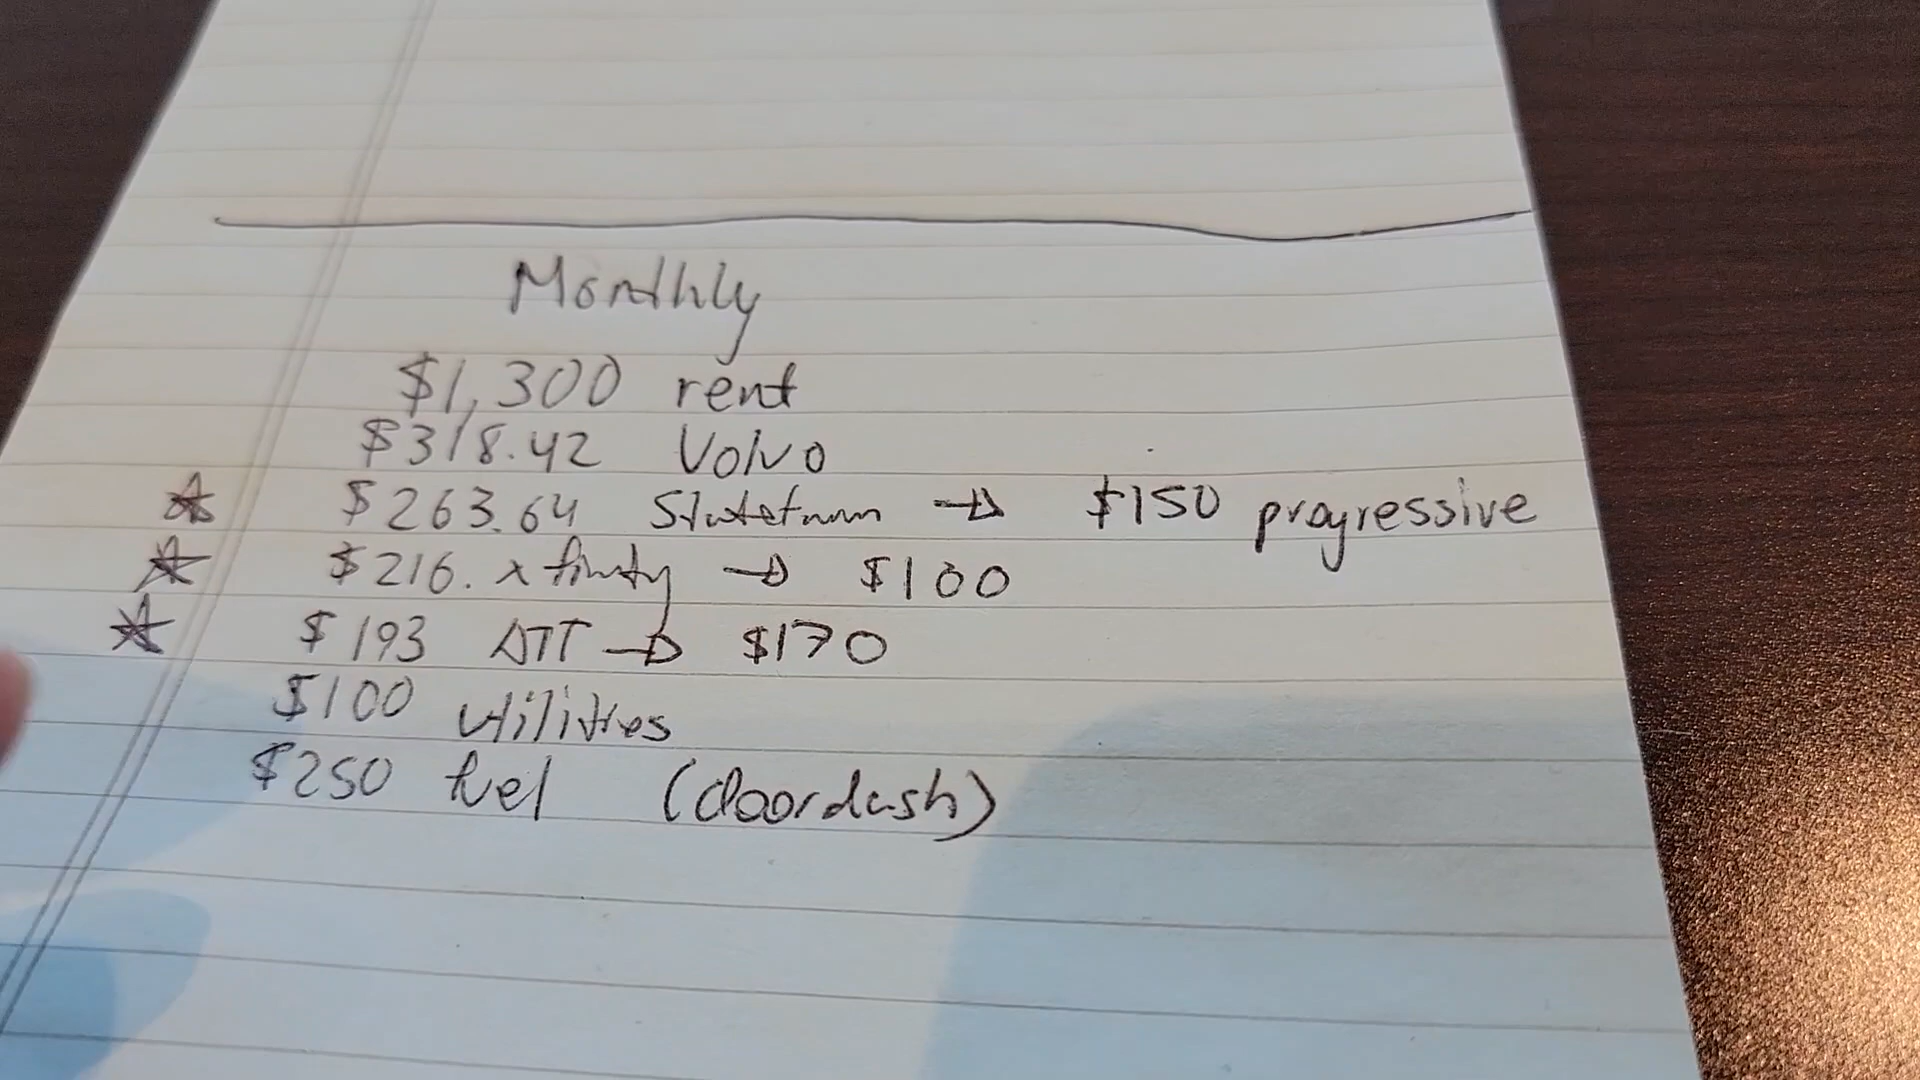 Monthly
$1,300 rent
$318.42 Volvo
☆ $263.64 Statefarm → $150 progressive
☆ $216. xfinity → $100
☆ $193 ATT → $170
$100 utilities
$250 fuel (doordash)